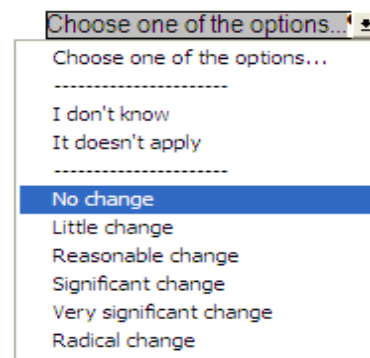 Choose one of the options...
Choose one of the options...
----------------------
I don't know
It doesn't apply
----------------------
No change
Little change
Reasonable change
Significant change
Very significant change
Radical change